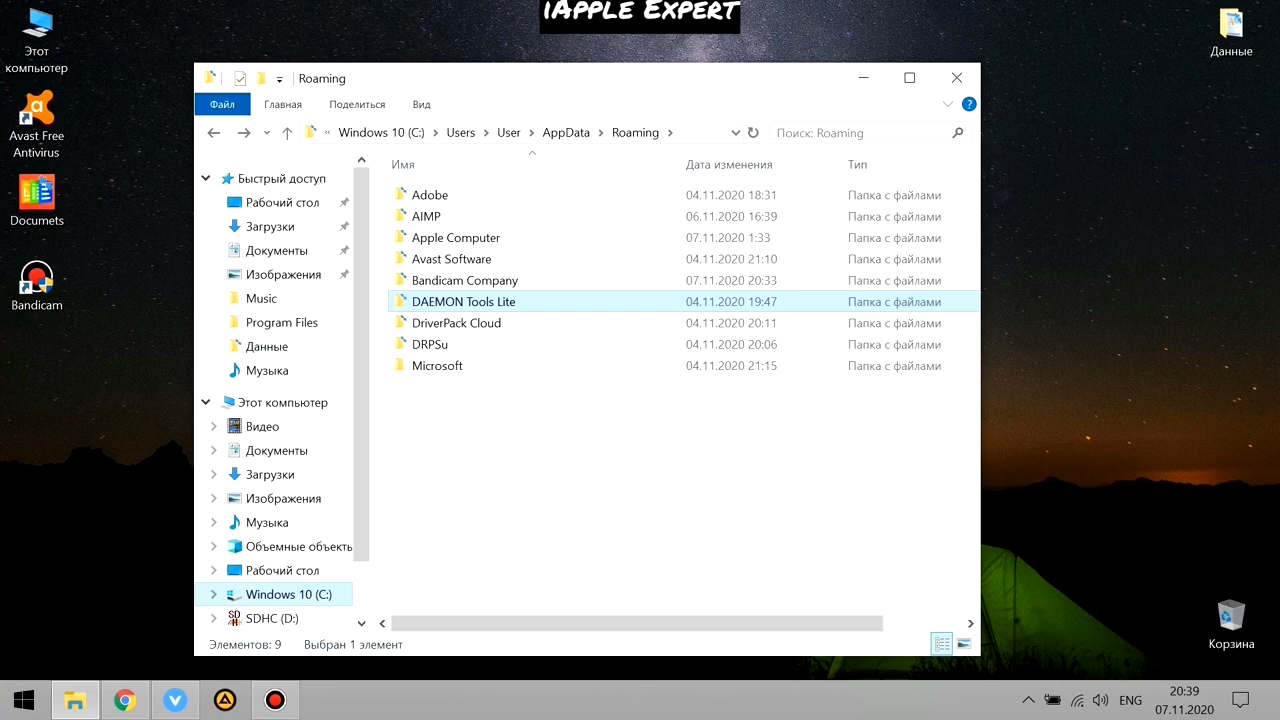 iApple Expert
Этот
компьютер
Avast Free
Antivirus
Documets
Bandicam
Данные
Корзина
Roaming
Файл
Главная
Поделиться
Вид
?
« Windows 10 (C:) > Users > User > AppData > Roaming >
Поиск: Roaming
Быстрый доступ
Рабочий стол
Загрузки
Документы
Изображения
Music
Program Files
Данные
Музыка
Этот компьютер
Видео
Документы
Загрузки
Изображения
Музыка
Объемные объекть
Рабочий стол
Windows 10 (C:)
SDHC (D:)
Имя Дата изменения Тип
Adobe 04.11.2020 18:31 Папка с файлами
AIMP 06.11.2020 16:39 Папка с файлами
Apple Computer 07.11.2020 1:33 Папка с файлами
Avast Software 04.11.2020 21:10 Папка с файлами
Bandicam Company 07.11.2020 20:33 Папка с файлами
DAEMON Tools Lite 04.11.2020 19:47 Папка с файлами
DriverPack Cloud 04.11.2020 20:11 Папка с файлами
DRPSu 04.11.2020 20:06 Папка с файлами
Microsoft 04.11.2020 21:15 Папка с файлами
Элементов: 9 Выбран 1 элемент
ENG
20:39
07.11.2020